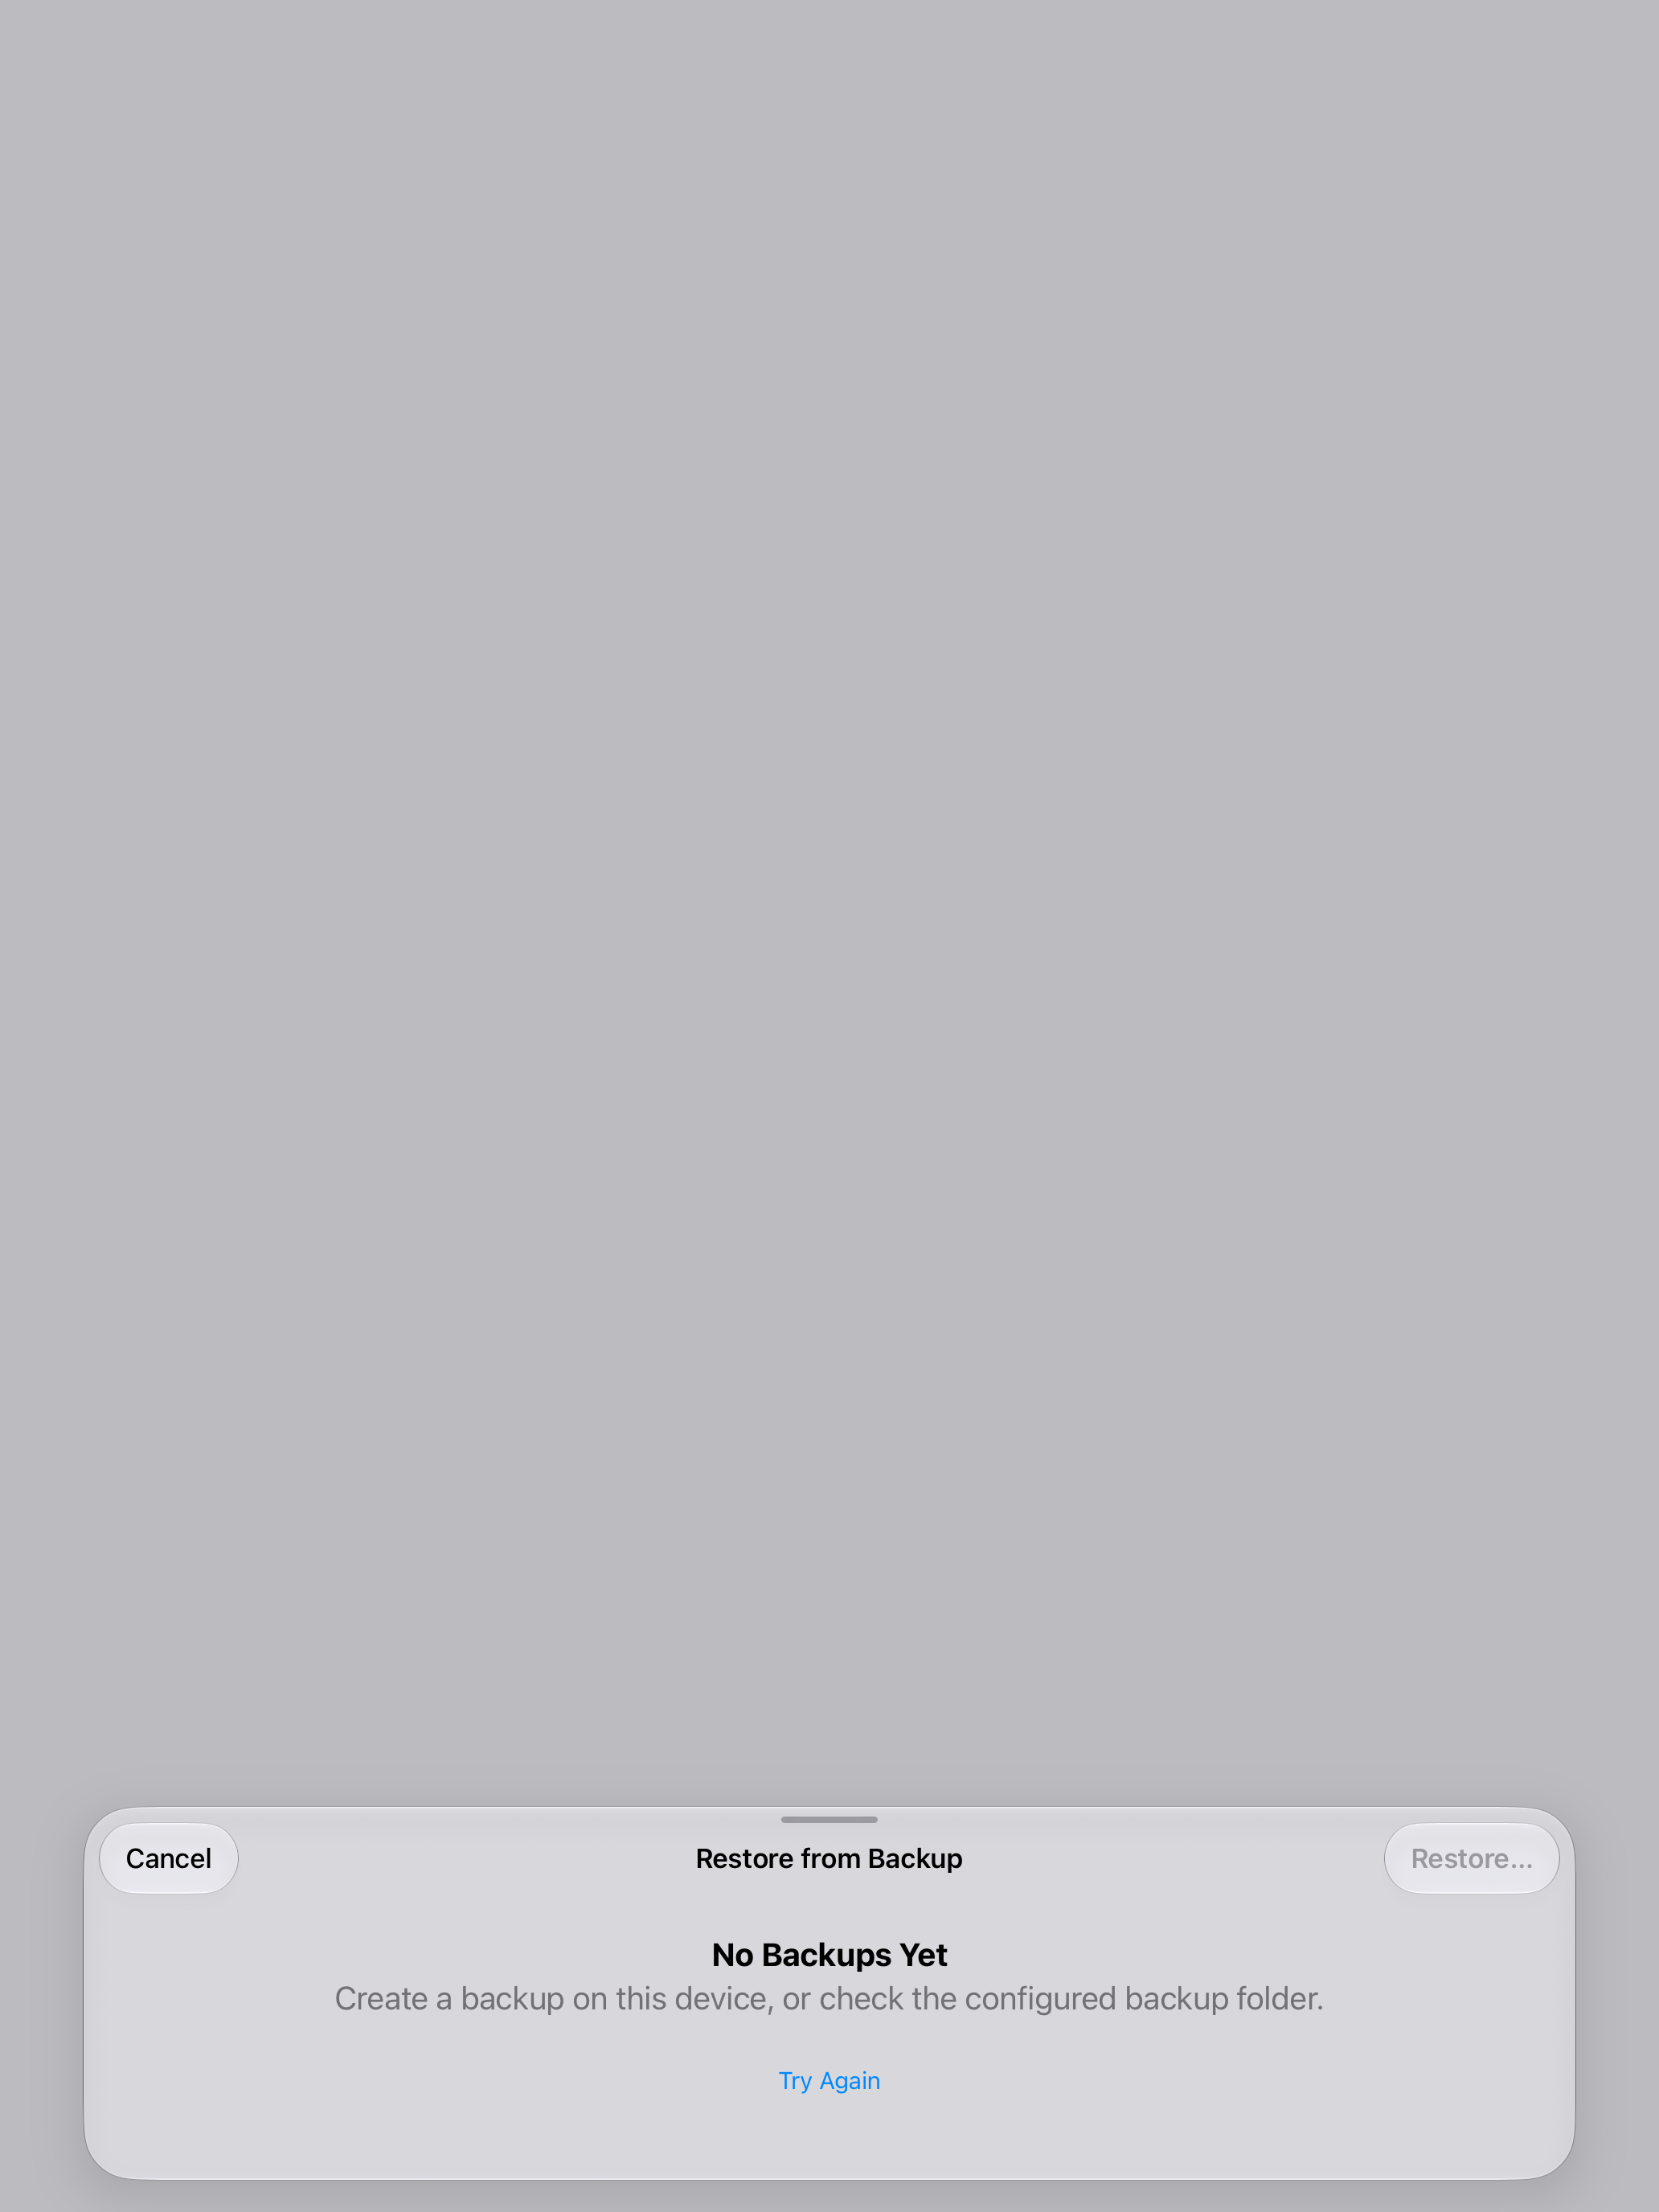 Cancel
Restore from Backup
Restore...
No Backups Yet
Create a backup on this device, or check the configured backup folder.
Try Again